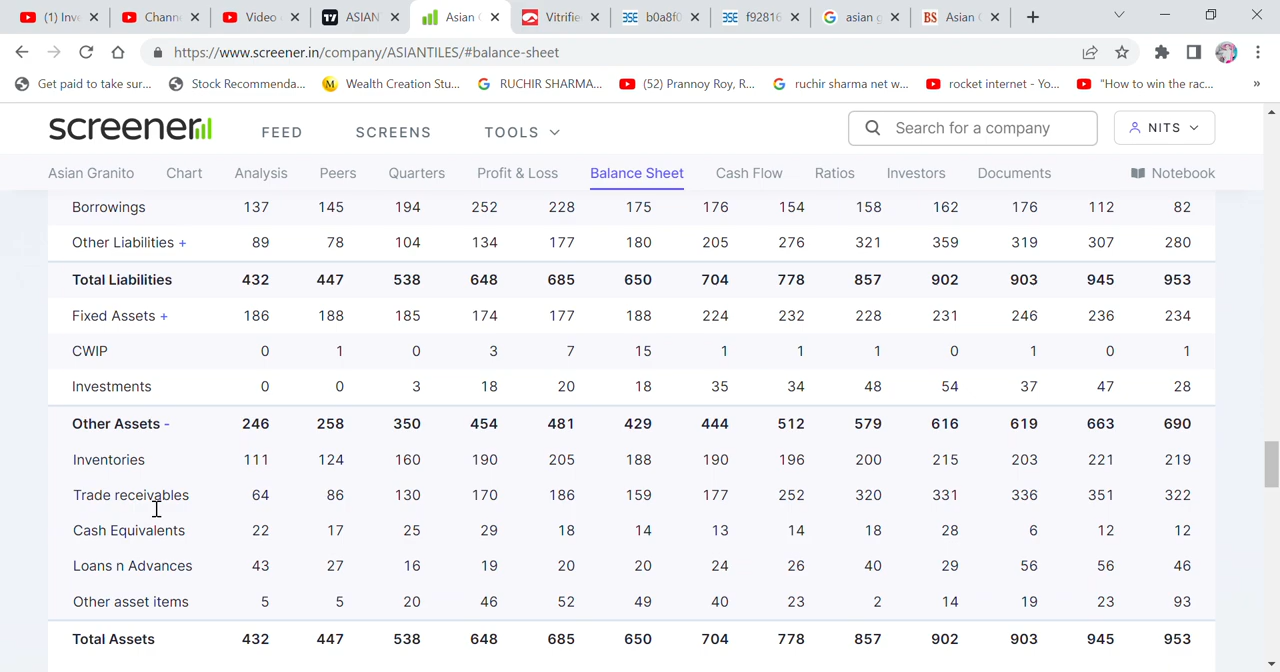 (1) Inve
Chann
Video
ASIAN
Asian
Vitrifie
b0a8f0
f92816
asian g
Asian
https://www.screener.in/company/ASIANTILES/#balance-sheet
Get paid to take sur... Stock Recommenda... Wealth Creation Stu... RUCHIR SHARMA... (52) Prannoy Roy, R... ruchir sharma net w... rocket internet - Yo... "How to win the rac... »
screener FEED SCREENS TOOLS Search for a company NITS
Asian Granito Chart Analysis Peers Quarters Profit & Loss Balance Sheet Cash Flow Ratios Investors Documents Notebook
Borrowings 137 145 194 252 228 175 176 154 158 162 176 112 82
Other Liabilities + 89 78 104 134 177 180 205 276 321 359 319 307 280
Total Liabilities 432 447 538 648 685 650 704 778 857 902 903 945 953
Fixed Assets + 186 188 185 174 177 188 224 232 228 231 246 236 234
CWIP 0 1 0 3 7 15 1 1 1 0 1 0 1
Investments 0 0 3 18 20 18 35 34 48 54 37 47 28
Other Assets - 246 258 350 454 481 429 444 512 579 616 619 663 690
Inventories 111 124 160 190 205 188 190 196 200 215 203 221 219
Trade receivables 64 86 130 170 186 159 177 252 320 331 336 351 322
Cash Equivalents 22 17 25 29 18 14 13 14 18 28 6 12 12
Loans n Advances 43 27 16 19 20 20 24 26 40 29 56 56 46
Other asset items 5 5 20 46 52 49 40 23 2 14 19 23 93
Total Assets 432 447 538 648 685 650 704 778 857 902 903 945 953